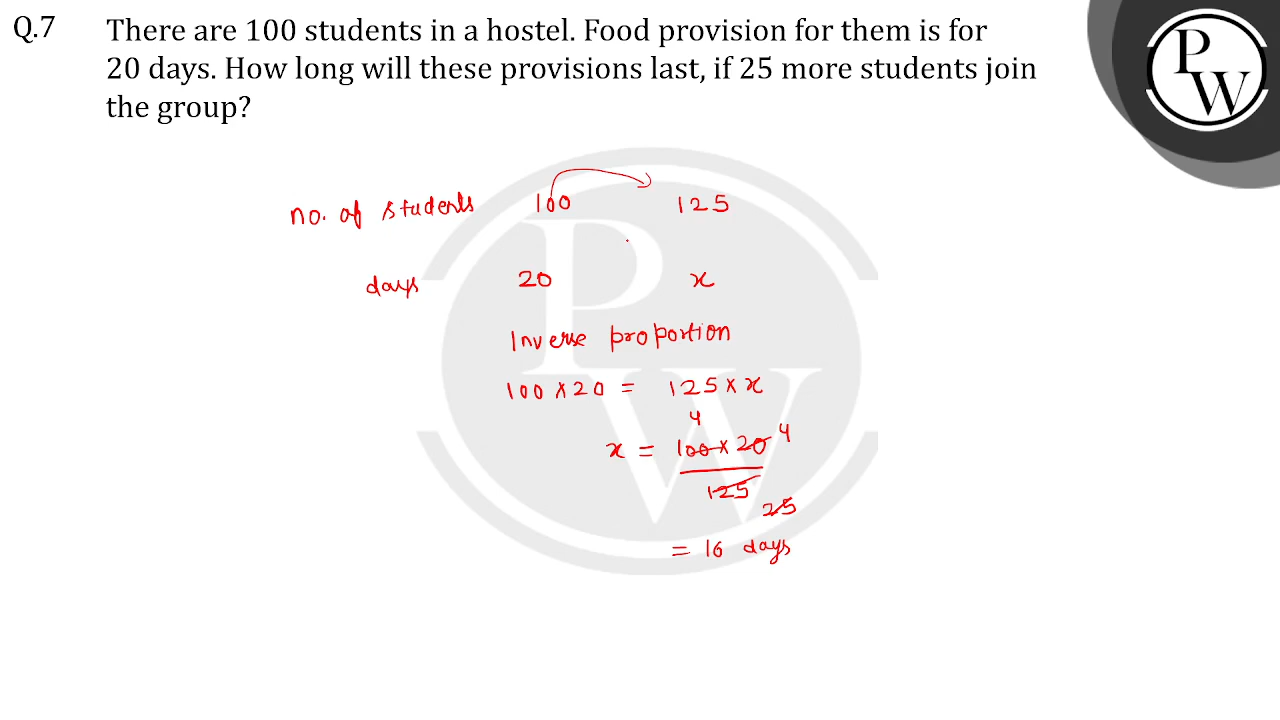 Q.7 There are 100 students in a hostel. Food provision for them is for
20 days. How long will these provisions last, if 25 more students join
the group?
PW
no. of students 100 125
days 20 x
Inverse proportion
100 × 20 = 125 × x
4
x = 100 × 20 4
125
25
= 16 days